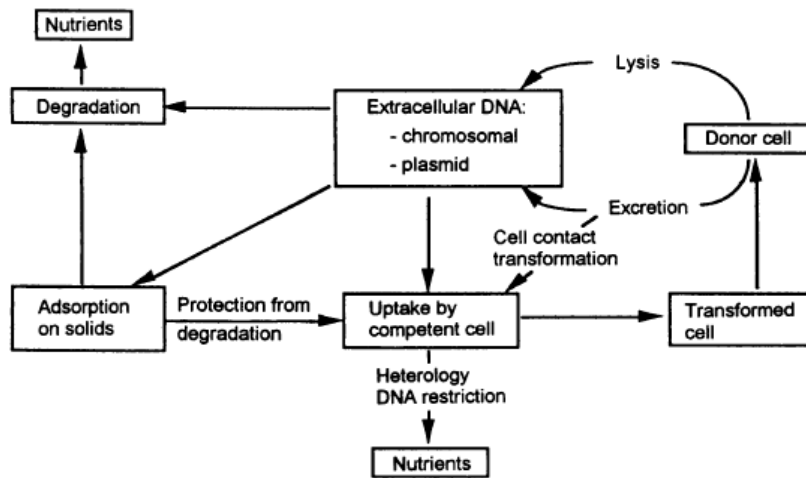 Nutrients
Lysis
Degradation
Extracellular DNA:
- chromosomal
- plasmid
Donor cell
Excretion
Cell contact
transformation
Adsorption
on solids
Protection from
degradation
Uptake by
competent cell
Transformed
cell
Heterology
DNA restriction
Nutrients